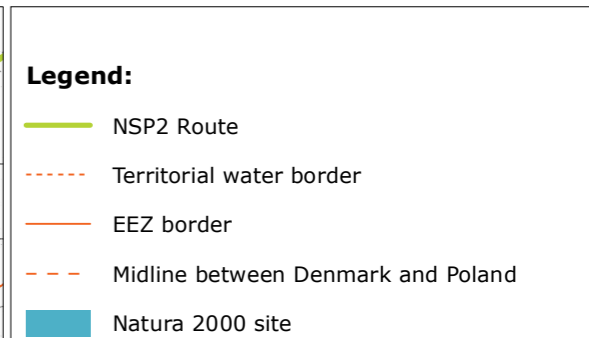 Legend:
NSP2 Route
Territorial water border
EEZ border
Midline between Denmark and Poland
Natura 2000 site